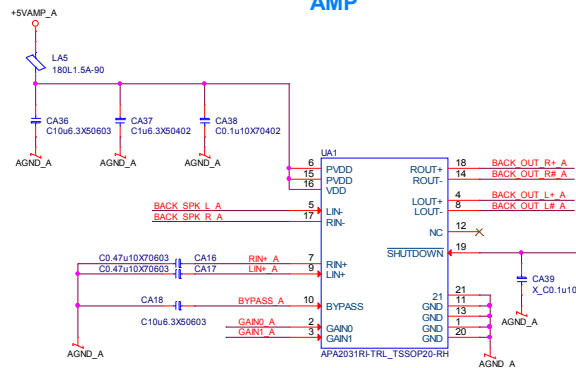 AMP
+5VAMP_A
LA5
180L1.5A-90
CA36
C10u6.3X50603
CA37
C1u6.3X50402
CA38
C0.1u10X70402
AGND_A
AGND_A
AGND_A
UA1
6 PVDD
15 PVDD
16 VDD
BACK_SPK_L_A 5 LIN-
BACK_SPK_R_A 17 RIN-
C0.47u10X70603 CA16 RIN+_A 7 RIN+
C0.47u10X70603 CA17 LIN+_A 9 LIN+
CA18 BYPASS_A 10 BYPASS
C10u6.3X50603
GAIN0_A 2 GAIN0
GAIN1_A 3 GAIN1
AGND_A
ROUT+ 18 BACK_OUT_R+_A
ROUT- 14 BACK_OUT_R#_A
LOUT+ 4 BACK_OUT_L+_A
LOUT- 8 BACK_OUT_L#_A
NC 12
SHUTDOWN 19
CA39
X_C0.1u10
AGND_A
21 21
GND 11
GND 13
GND 1
GND 20
AGND_A
APA2031RI-TRL_TSSOP20-RH